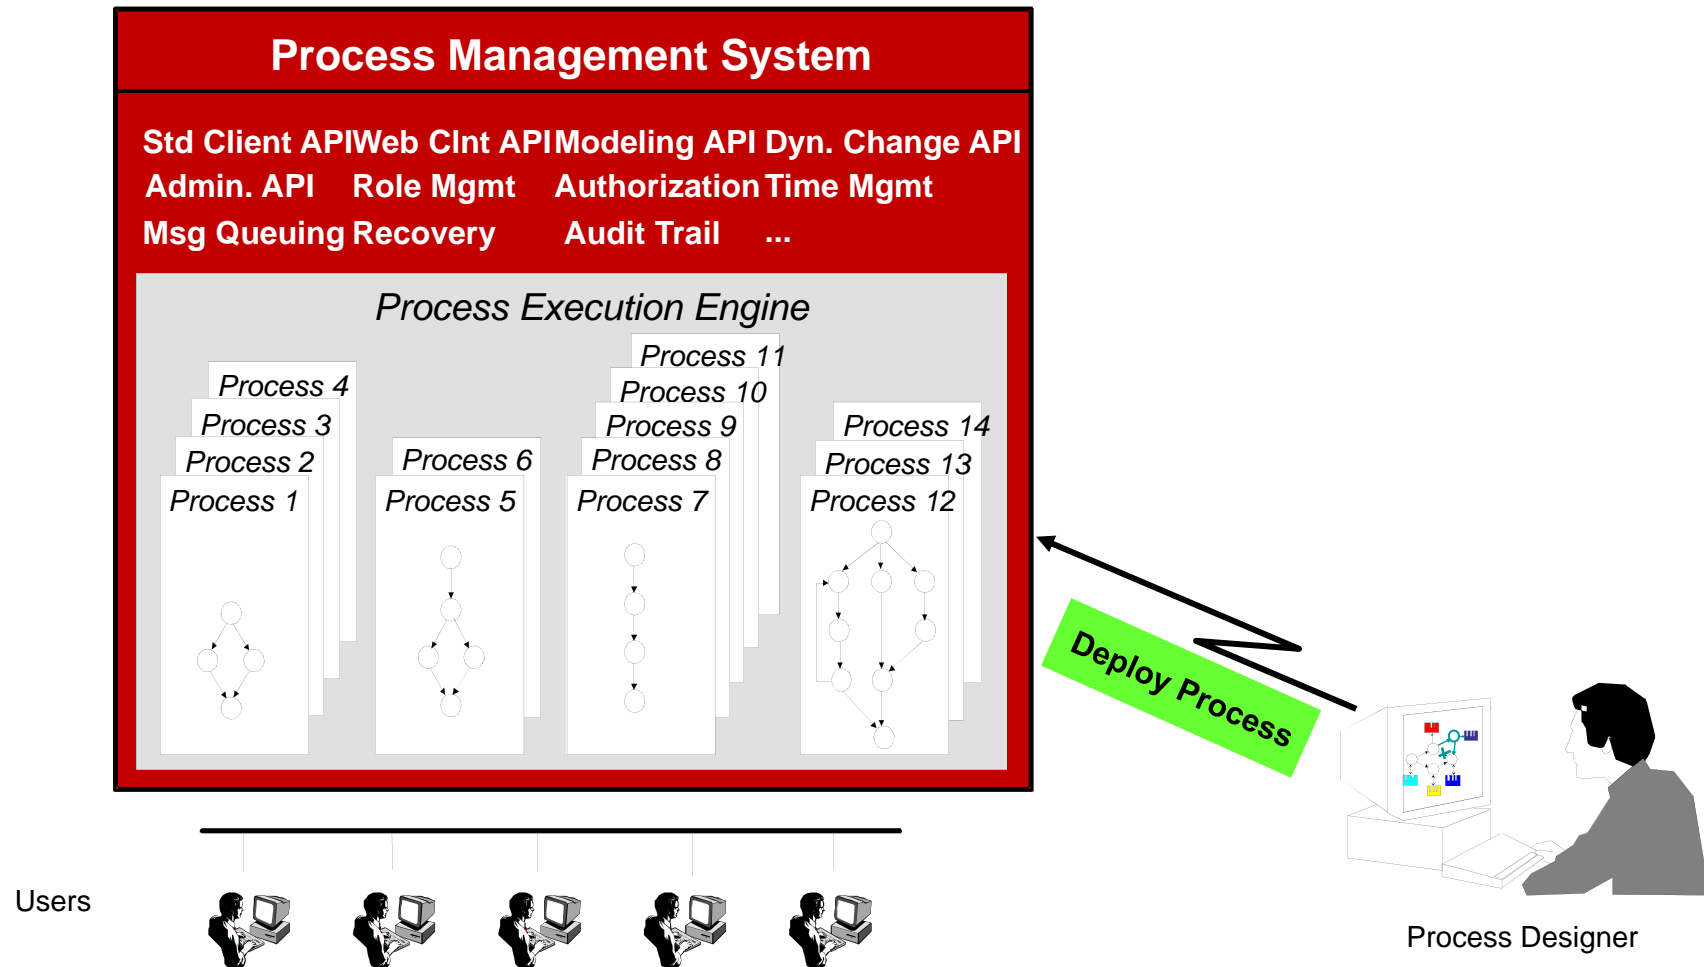 Process Management System
Std Client API Web Clnt API Modeling API Dyn. Change API
Admin. API Role Mgmt Authorization Time Mgmt
Msg Queuing Recovery Audit Trail ...
Process Execution Engine
Process 4
Process 3
Process 2
Process 1
Process 6
Process 5
Process 11
Process 10
Process 9
Process 8
Process 7
Process 14
Process 13
Process 12
Deploy Process
Users
Process Designer